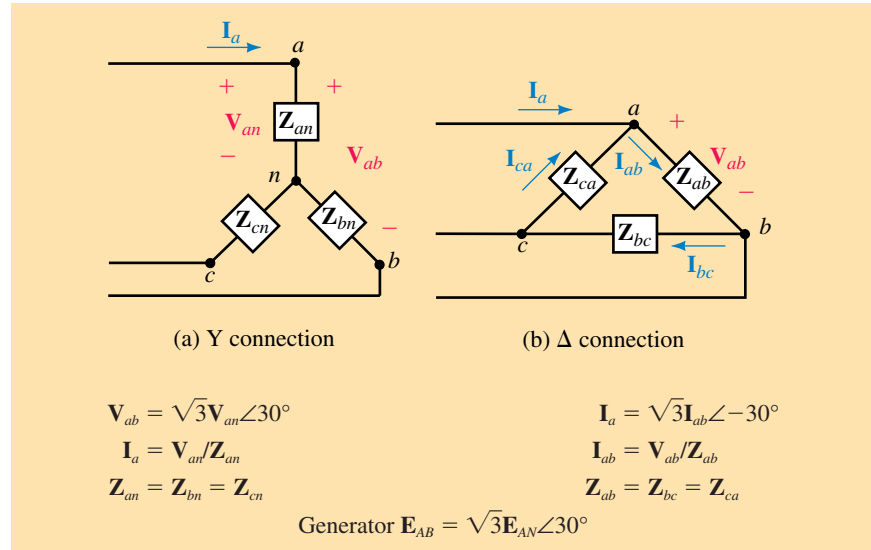 I_a
a
+ +
V_an Z_an
− V_ab
n
Z_cn Z_bn
−
c b
(a) Y connection
I_a
a
+
I_ca I_ab V_ab
Z_ca Z_ab
−
c Z_bc b
I_bc
(b) Δ connection
V_ab = √3V_an∠30°
I_a = V_an/Z_an
Z_an = Z_bn = Z_cn
I_a = √3I_ab∠−30°
I_ab = V_ab/Z_ab
Z_ab = Z_bc = Z_ca
Generator E_AB = √3E_AN∠30°